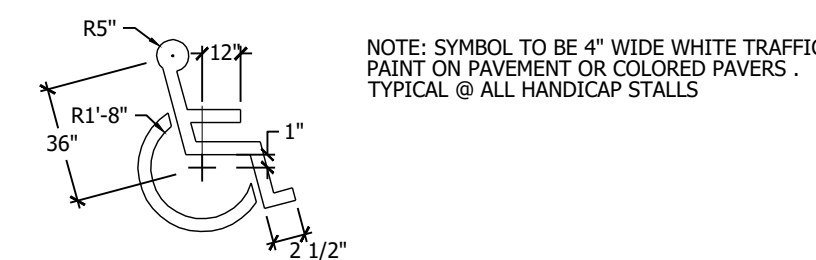 R5"
12"
NOTE: SYMBOL TO BE 4" WIDE WHITE TRAFFIC
PAINT ON PAVEMENT OR COLORED PAVERS .
TYPICAL @ ALL HANDICAP STALLS
R1'-8"
1"
36"
2 1/2"